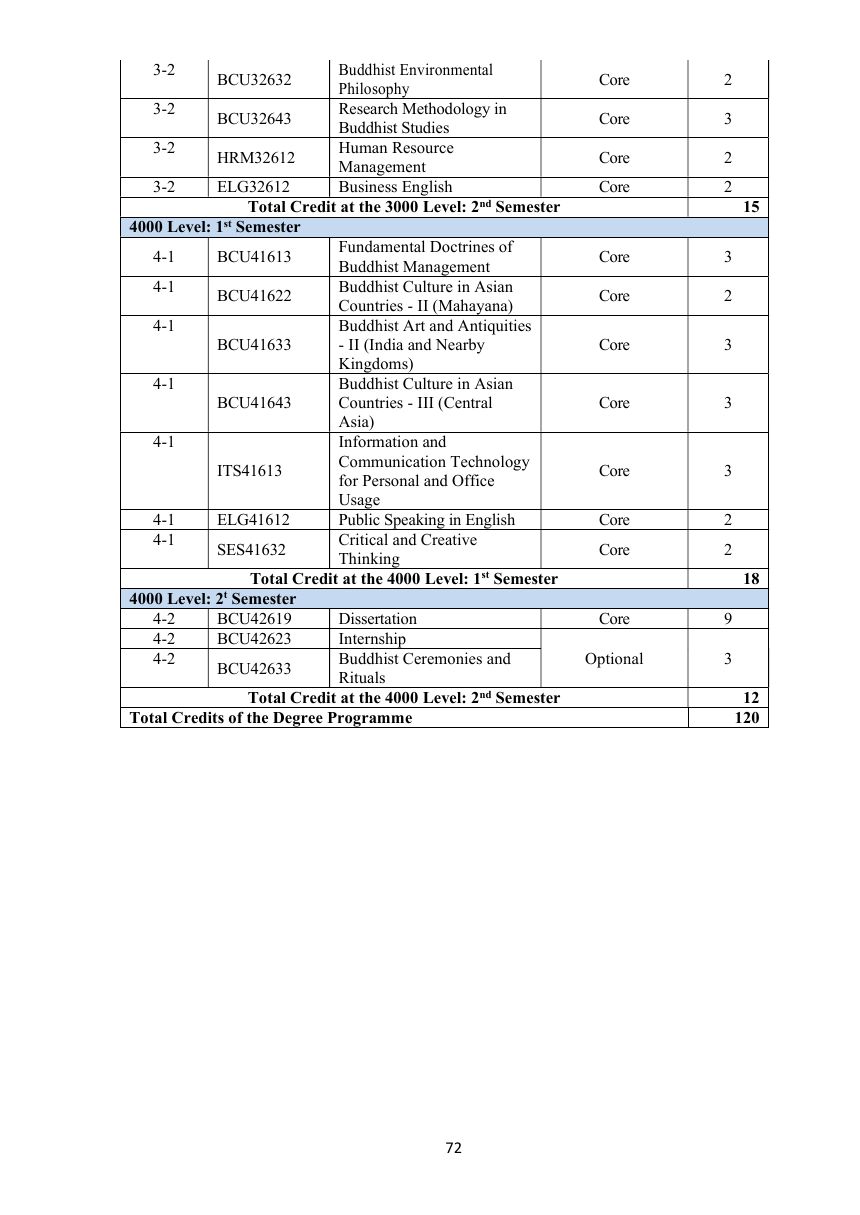 3-2 BCU32632 Buddhist Environmental Core 2
Philosophy
3-2 BCU32643 Research Methodology in Core 3
Buddhist Studies
3-2 HRM32612 Human Resource Core 2
Management
3-2 ELG32612 Business English Core 2
Total Credit at the 3000 Level: 2nd Semester 15
4000 Level: 1st Semester
4-1 BCU41613 Fundamental Doctrines of Core 3
Buddhist Management
4-1 BCU41622 Buddhist Culture in Asian Core 2
Countries - II (Mahayana)
4-1 BCU41633 Buddhist Art and Antiquities Core 3
- II (India and Nearby
Kingdoms)
4-1 BCU41643 Buddhist Culture in Asian Core 3
Countries - III (Central
Asia)
4-1 ITS41613 Information and Core 3
Communication Technology
for Personal and Office
Usage
4-1 ELG41612 Public Speaking in English Core 2
4-1 SES41632 Critical and Creative Core 2
Thinking
Total Credit at the 4000 Level: 1st Semester 18
4000 Level: 2t Semester
4-2 BCU42619 Dissertation Core 9
4-2 BCU42623 Internship Optional 3
4-2 BCU42633 Buddhist Ceremonies and
Rituals
Total Credit at the 4000 Level: 2nd Semester 12
Total Credits of the Degree Programme 120
72